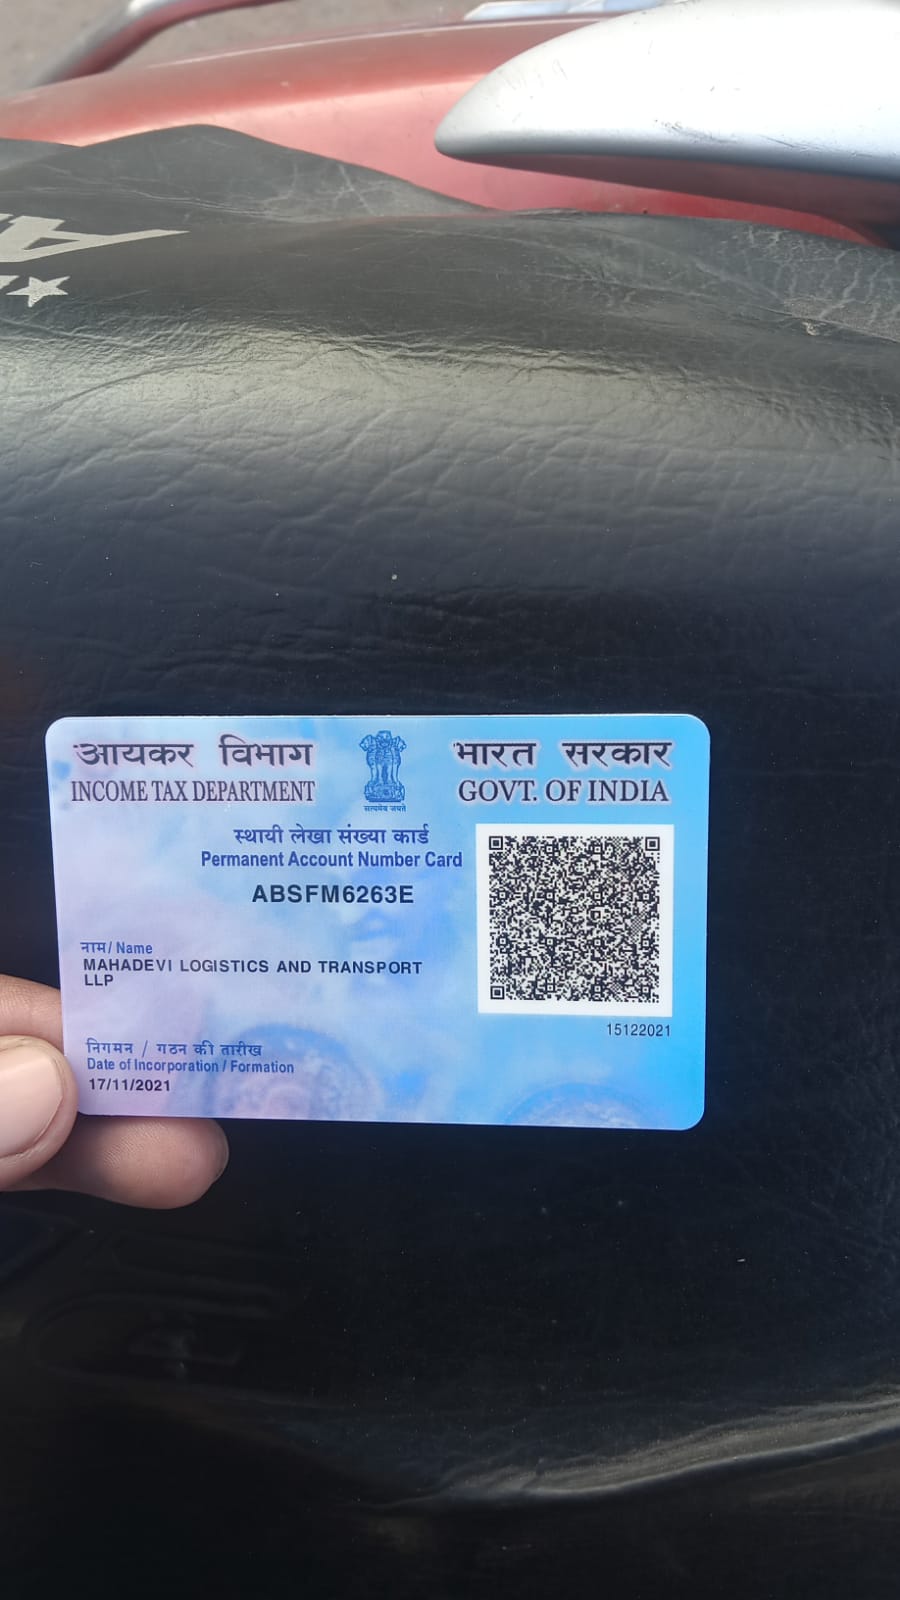 आयकर विभाग
INCOME TAX DEPARTMENT
सत्यमेव जयते
भारत सरकार
GOVT. OF INDIA
स्थायी लेखा संख्या कार्ड
Permanent Account Number Card
ABSFM6263E
नाम/ Name
MAHADEVI LOGISTICS AND TRANSPORT
LLP
15122021
निगमन / गठन की तारीख
Date of Incorporation / Formation
17/11/2021